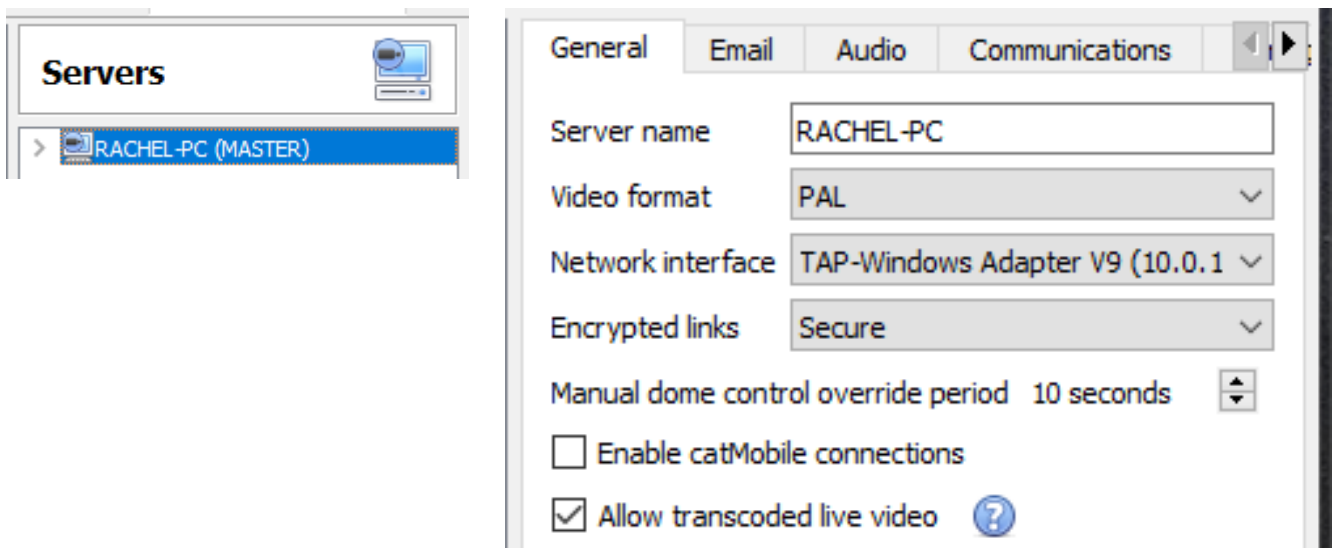 Servers
RACHEL-PC (MASTER)
General Email Audio Communications
Server name RACHEL-PC
Video format PAL
Network interface TAP-Windows Adapter V9 (10.0.1
Encrypted links Secure
Manual dome control override period 10 seconds
Enable catMobile connections
Allow transcoded live video ?